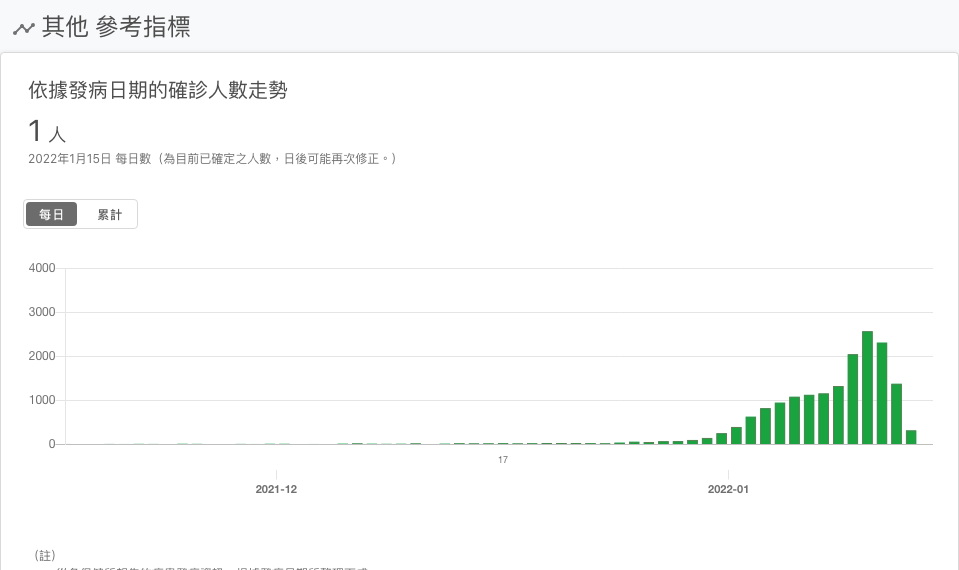 其他 參考指標
依據發病日期的確診人數走勢
1 人
2022年1月15日 每日數（為目前已確定之人數，日後可能再次修正。）
每日 累計
4000
3000
2000
1000
0
17
2021-12 2022-01
（註）